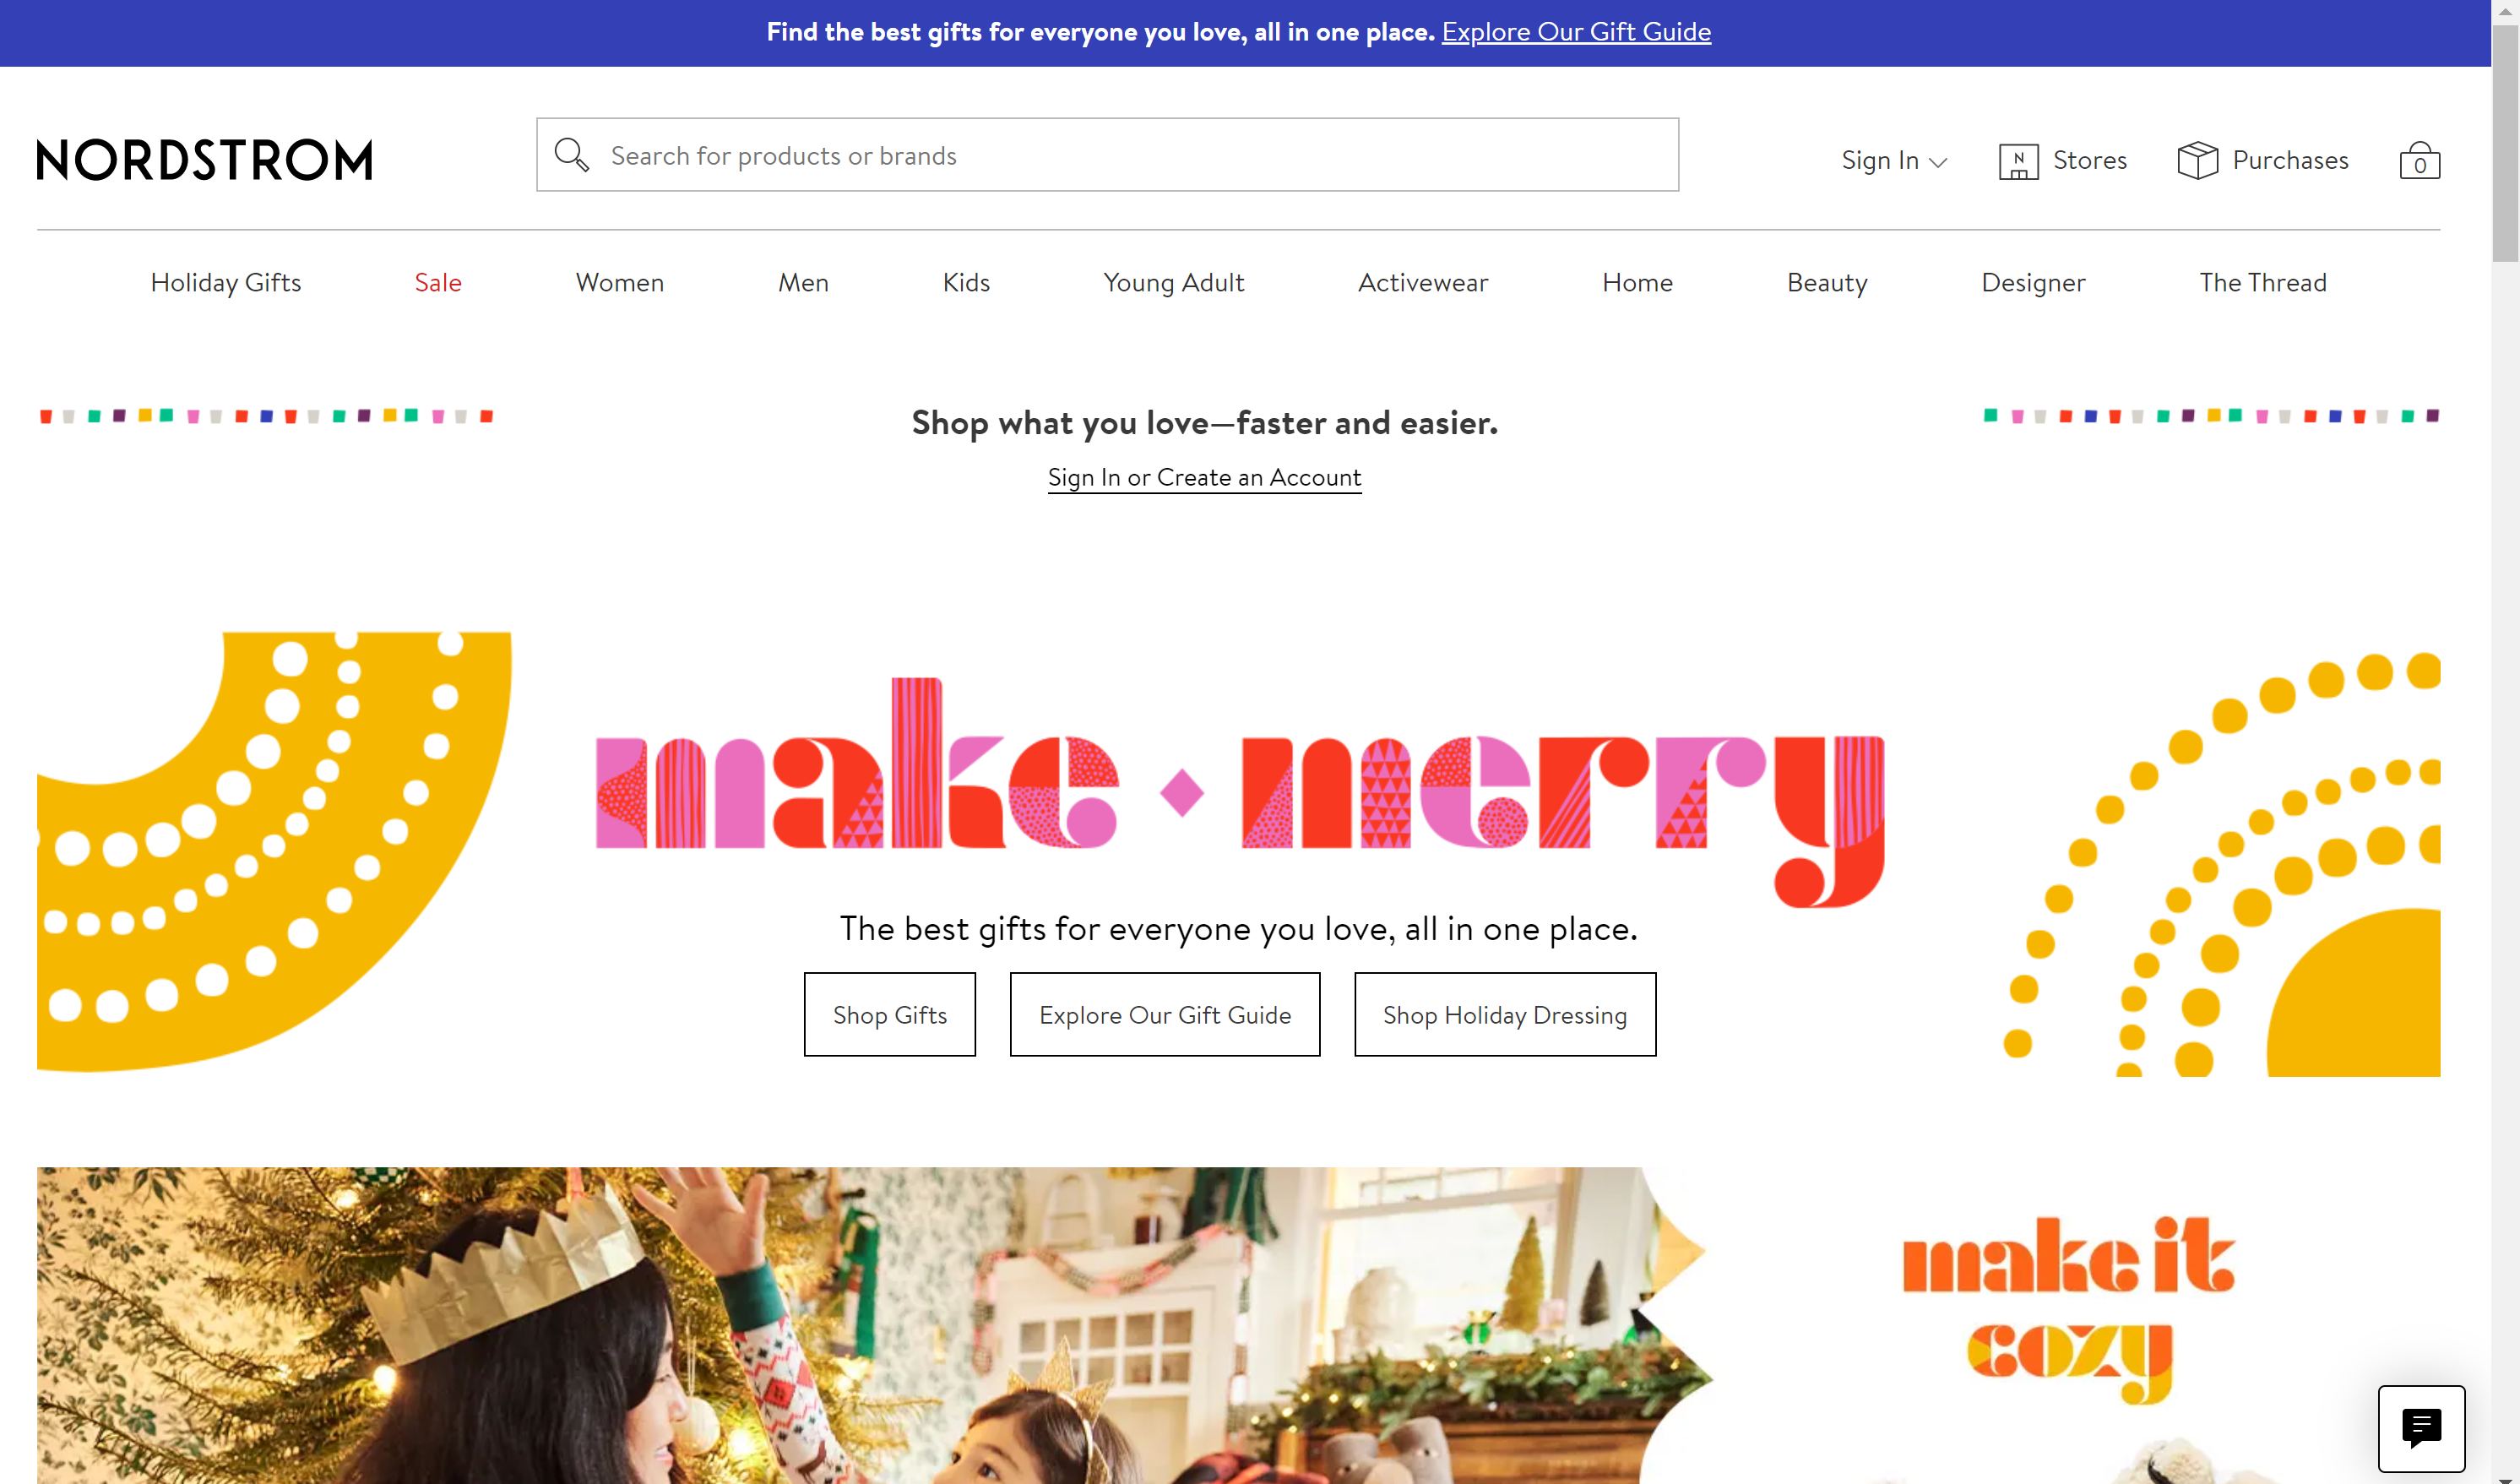 Find the best gifts for everyone you love, all in one place. Explore Our Gift Guide
NORDSTROM
Search for products or brands
Sign In
N
Stores
Purchases
0
Holiday Gifts
Sale
Women
Men
Kids
Young Adult
Activewear
Home
Beauty
Designer
The Thread
Shop what you love—faster and easier.
Sign In or Create an Account
make merry
The best gifts for everyone you love, all in one place.
Shop Gifts
Explore Our Gift Guide
Shop Holiday Dressing
make it
cozy